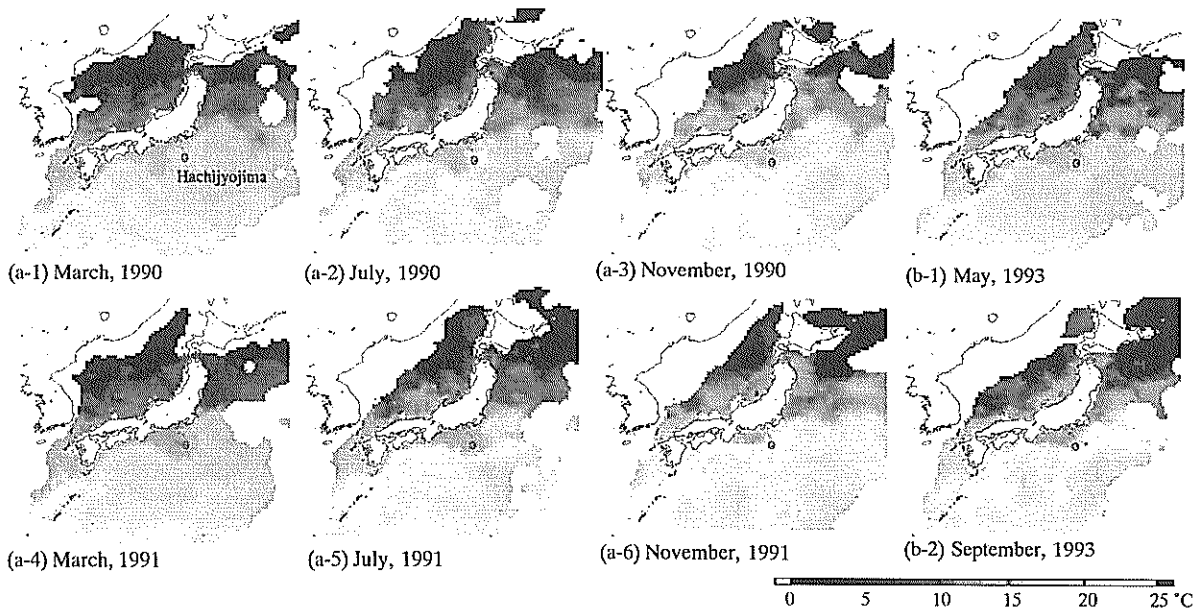 Hachijyojima
(a-1) March, 1990
(a-2) July, 1990
(a-3) November, 1990
(b-1) May, 1993
(a-4) March, 1991
(a-5) July, 1991
(a-6) November, 1991
(b-2) September, 1993
0 5 10 15 20 25 °C